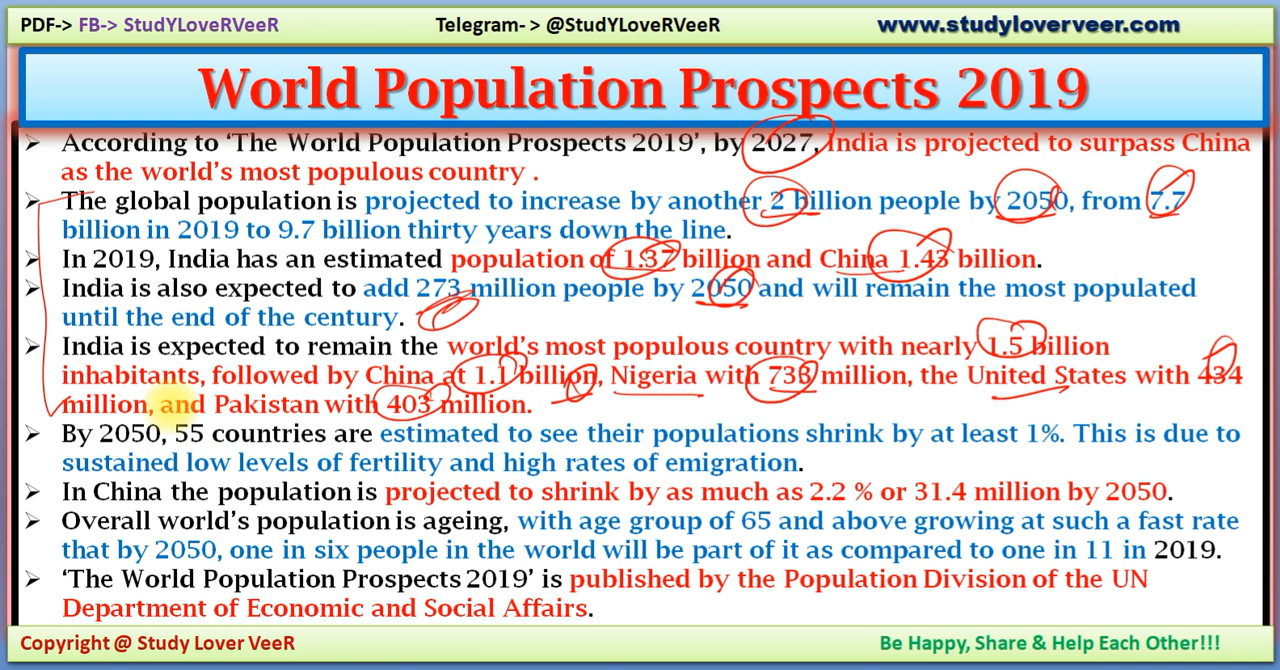 PDF-> FB-> StudYLoveRVeeR Telegram- > @StudYLoveRVeeR www.studyloverveer.com
World Population Prospects 2019
➢ According to ‘The World Population Prospects 2019’, by 2027, India is projected to surpass China
as the world’s most populous country .
➢ The global population is projected to increase by another 2 billion people by 2050, from 7.7
billion in 2019 to 9.7 billion thirty years down the line.
➢ In 2019, India has an estimated population of 1.37 billion and China 1.43 billion.
➢ India is also expected to add 273 million people by 2050 and will remain the most populated
until the end of the century.
➢ India is expected to remain the world’s most populous country with nearly 1.5 billion
inhabitants, followed by China at 1.1 billion, Nigeria with 733 million, the United States with 434
million, and Pakistan with 403 million.
➢ By 2050, 55 countries are estimated to see their populations shrink by at least 1%. This is due to
sustained low levels of fertility and high rates of emigration.
➢ In China the population is projected to shrink by as much as 2.2 % or 31.4 million by 2050.
➢ Overall world’s population is ageing, with age group of 65 and above growing at such a fast rate
that by 2050, one in six people in the world will be part of it as compared to one in 11 in 2019.
➢ ‘The World Population Prospects 2019’ is published by the Population Division of the UN
Department of Economic and Social Affairs.
Copyright @ Study Lover VeeR Be Happy, Share & Help Each Other!!!